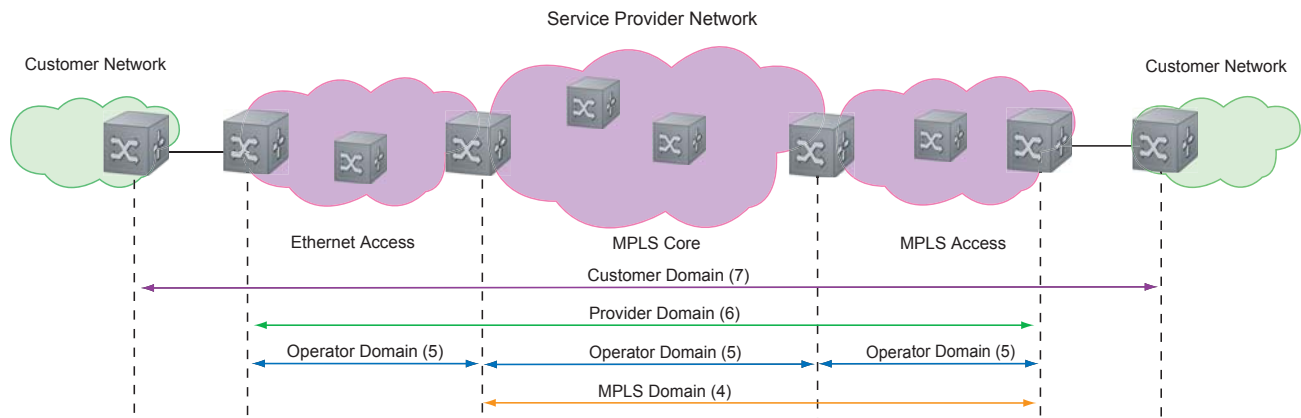 Service Provider Network
Customer Network
Customer Network
Ethernet Access
MPLS Core
MPLS Access
Customer Domain (7)
Provider Domain (6)
Operator Domain (5)
Operator Domain (5)
Operator Domain (5)
MPLS Domain (4)